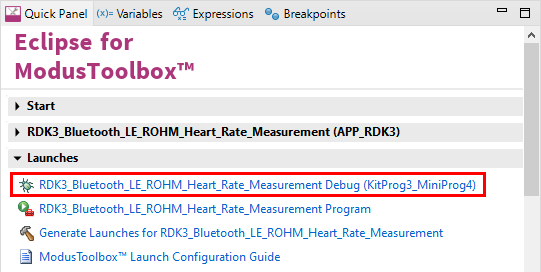 Quick Panel (x)= Variables Expressions Breakpoints
Eclipse for
ModusToolbox™
Start
RDK3_Bluetooth_LE_ROHM_Heart_Rate_Measurement (APP_RDK3)
Launches
RDK3_Bluetooth_LE_ROHM_Heart_Rate_Measurement Debug (KitProg3_MiniProg4)
RDK3_Bluetooth_LE_ROHM_Heart_Rate_Measurement Program
Generate Launches for RDK3_Bluetooth_LE_ROHM_Heart_Rate_Measurement
ModusToolbox™ Launch Configuration Guide